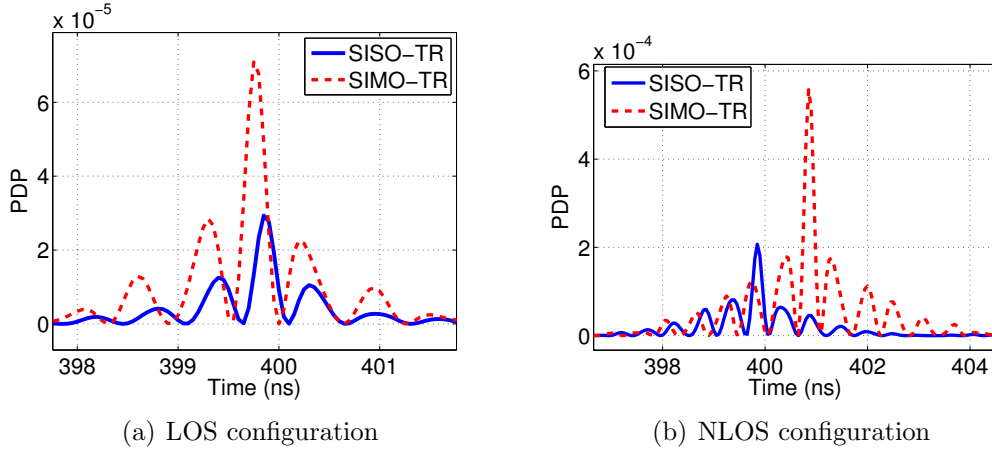 x 10⁻⁵
SISO−TR
SIMO−TR
6
4
2
0
PDP
398
399
400
401
Time (ns)
(a) LOS configuration
x 10⁻⁴
SISO−TR
SIMO−TR
6
4
2
0
PDP
398
400
402
404
Time (ns)
(b) NLOS configuration